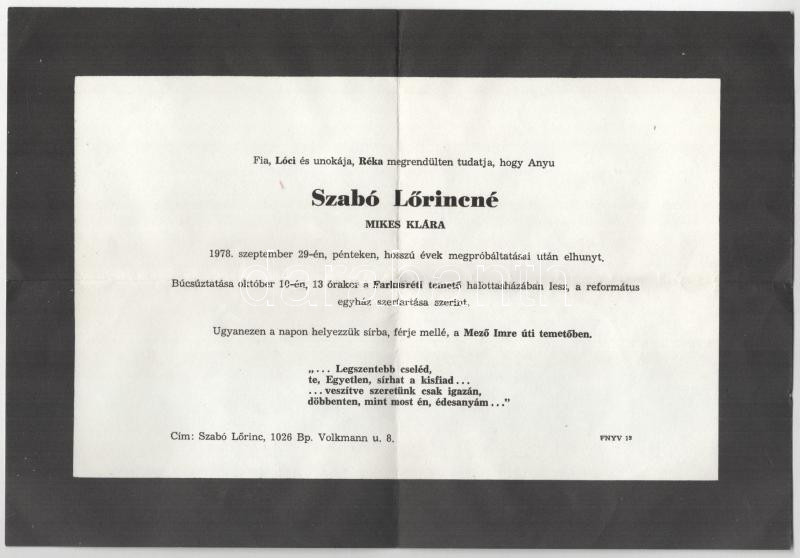 Fia, Lóci és unokája, Réka megrendülten tudatja, hogy Anyu
Szabó Lőrincné
MIKES KLÁRA
1978. szeptember 29-én, pénteken, hosszú évek megpróbáltatásai után elhunyt.
Búcsúztatása október 10-én, 13 órakor a Farkasréti temető halottasházában lesz, a református
egyház szertartása szerint.
Ugyanezen a napon helyezzük sírba, férje mellé, a Mező Imre úti temetőben.
„... Legszentebb cseléd,
te, Egyetlen, sírhat a kisfiad...
...veszítve szeretünk csak igazán,
döbbenten, mint most én, édesanyám..."
Cím: Szabó Lőrinc, 1026 Bp. Volkmann u. 8.
FNYV 19